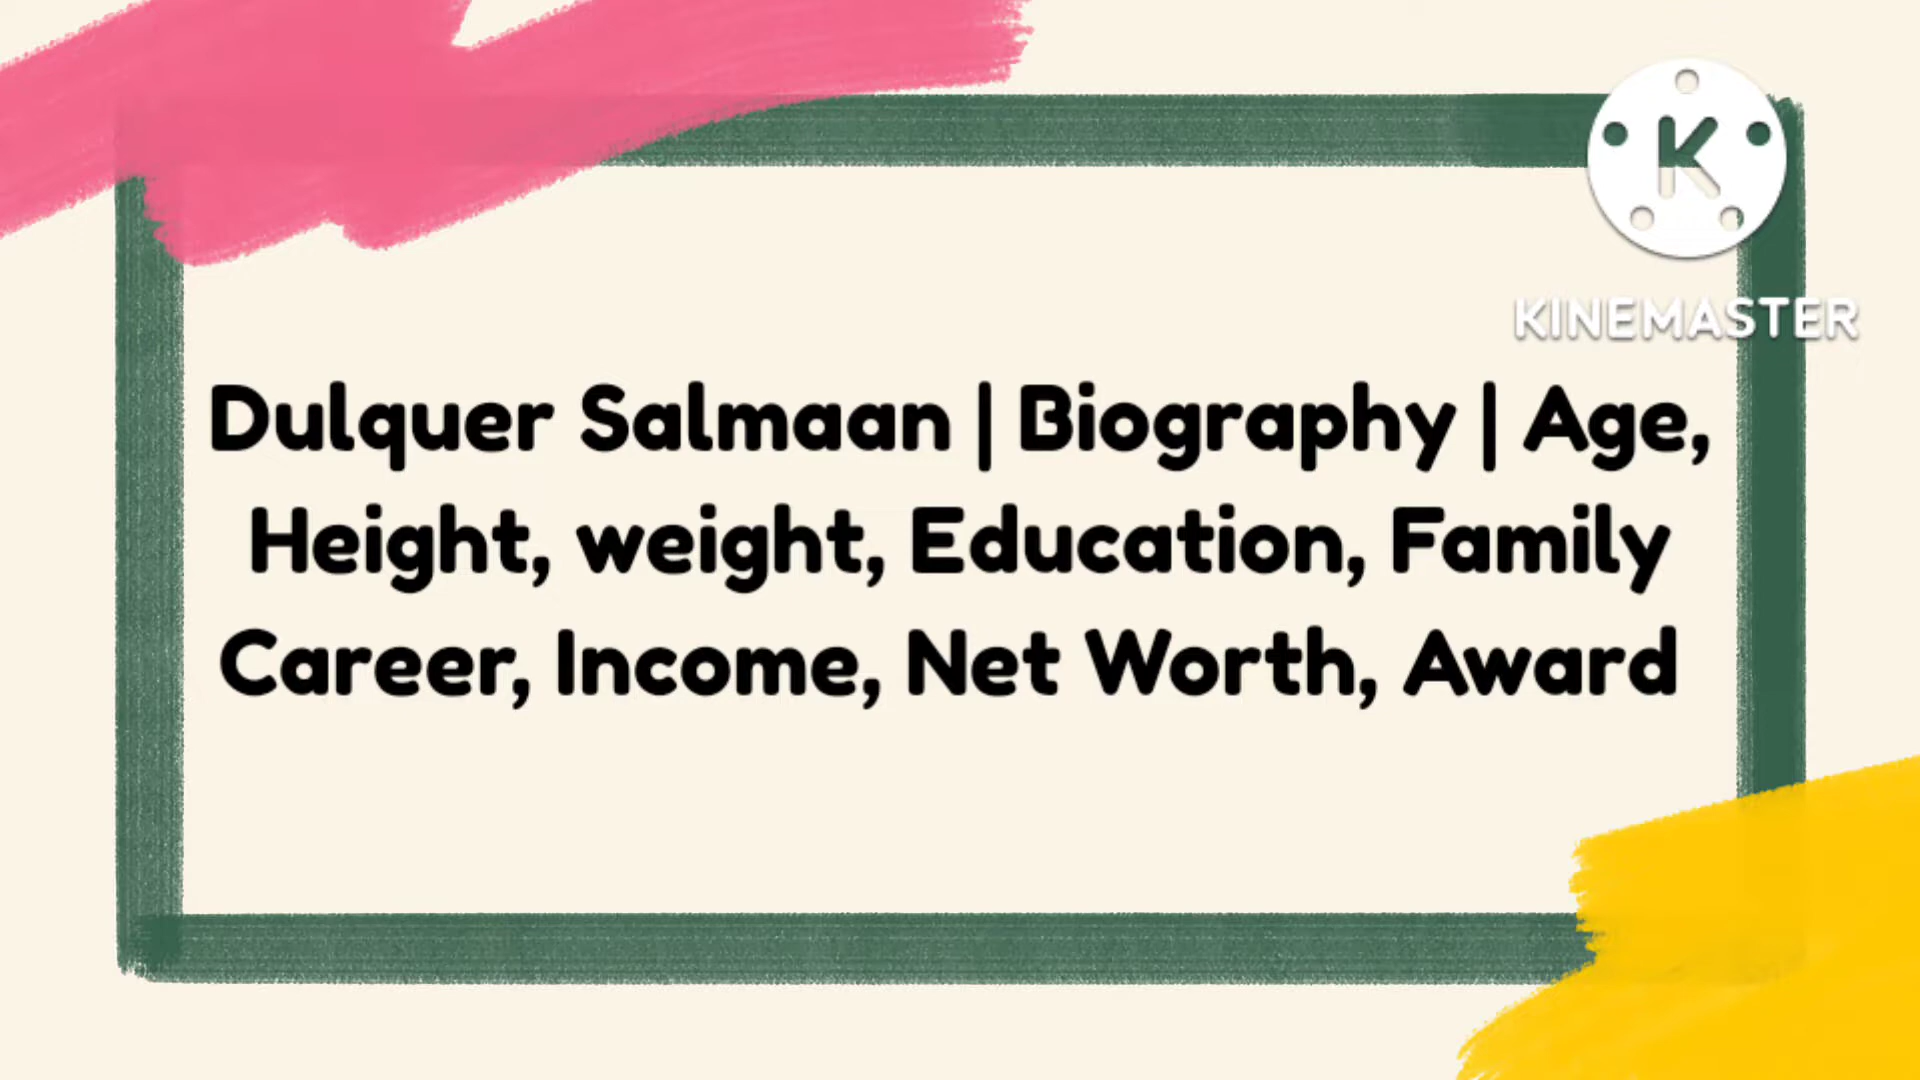 K
KINEMASTER
Dulquer Salmaan | Biography | Age,
Height, weight, Education, Family
Career, Income, Net Worth, Award